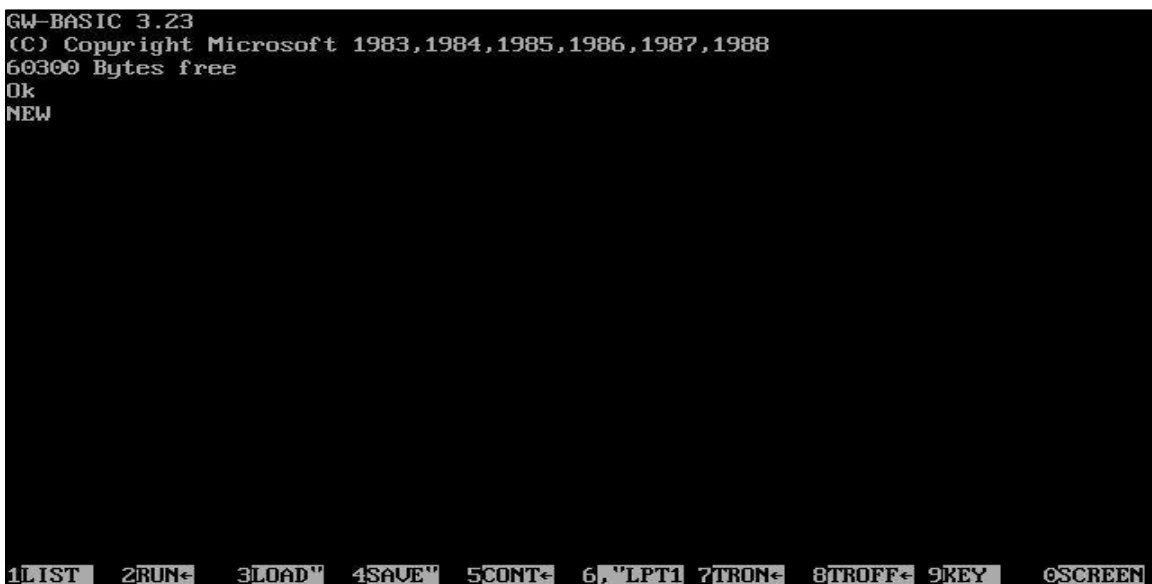 GW-BASIC 3.23
(C) Copyright Microsoft 1983,1984,1985,1986,1987,1988
60300 Bytes free
Ok
NEW
1LIST 2RUN← 3LOAD" 4SAVE" 5CONT← 6,"LPT1 7TRON← 8TROFF← 9KEY 0SCREEN